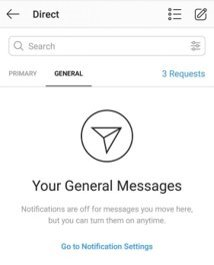 Direct
Search
PRIMARY GENERAL 3 Requests
Your General Messages
Notifications are off for messages you move here,
but you can turn them on anytime.
Go to Notification Settings